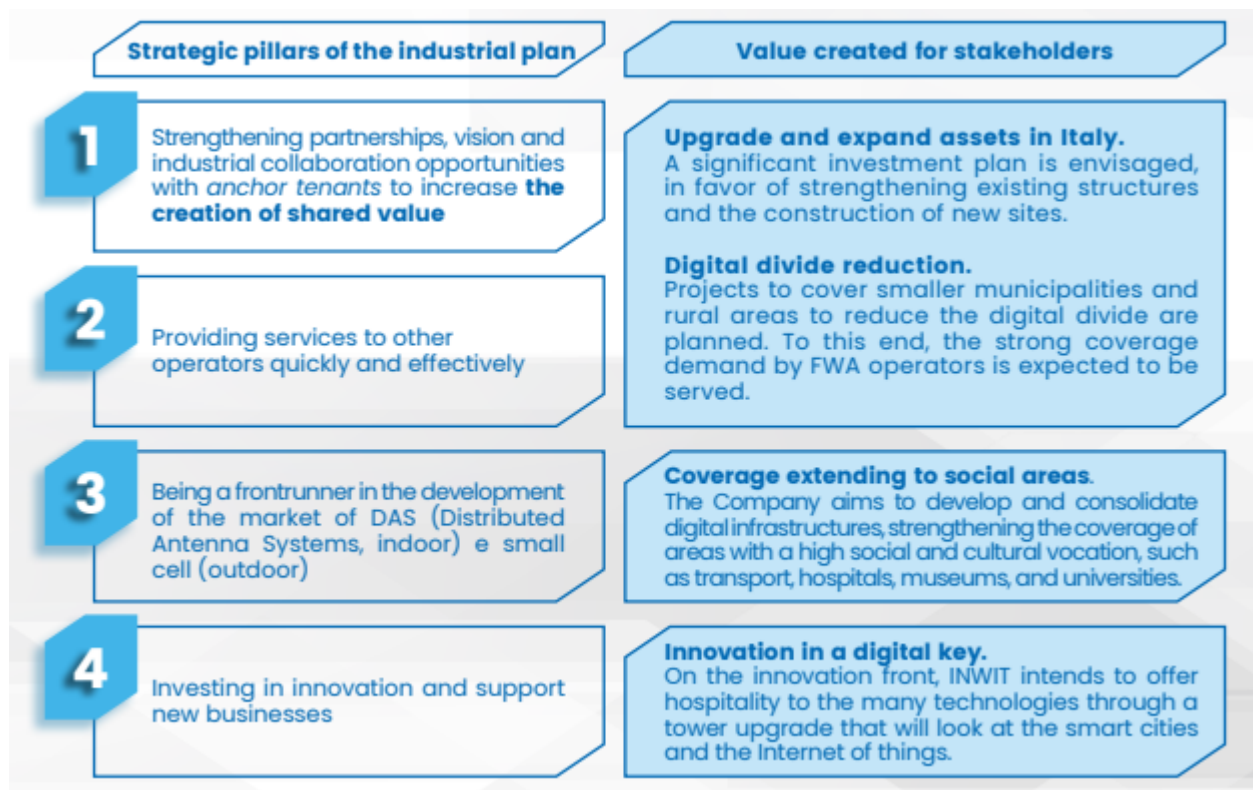 Strategic pillars of the industrial plan
Value created for stakeholders
1
Strengthening partnerships, vision and
industrial collaboration opportunities
with anchor tenants to increase the
creation of shared value
2
Providing services to other
operators quickly and effectively
Upgrade and expand assets in Italy.
A significant investment plan is envisaged,
in favor of strengthening existing structures
and the construction of new sites.
Digital divide reduction.
Projects to cover smaller municipalities and
rural areas to reduce the digital divide are
planned. To this end, the strong coverage
demand by FWA operators is expected to be
served.
3
Being a frontrunner in the development
of the market of DAS (Distributed
Antenna Systems, indoor) e small
cell (outdoor)
Coverage extending to social areas.
The Company aims to develop and consolidate
digital infrastructures, strengthening the coverage of
areas with a high social and cultural vocation, such
as transport, hospitals, museums, and universities.
4
Investing in innovation and support
new businesses
Innovation in a digital key.
On the innovation front, INWIT intends to offer
hospitality to the many technologies through a
tower upgrade that will look at the smart cities
and the Internet of things.